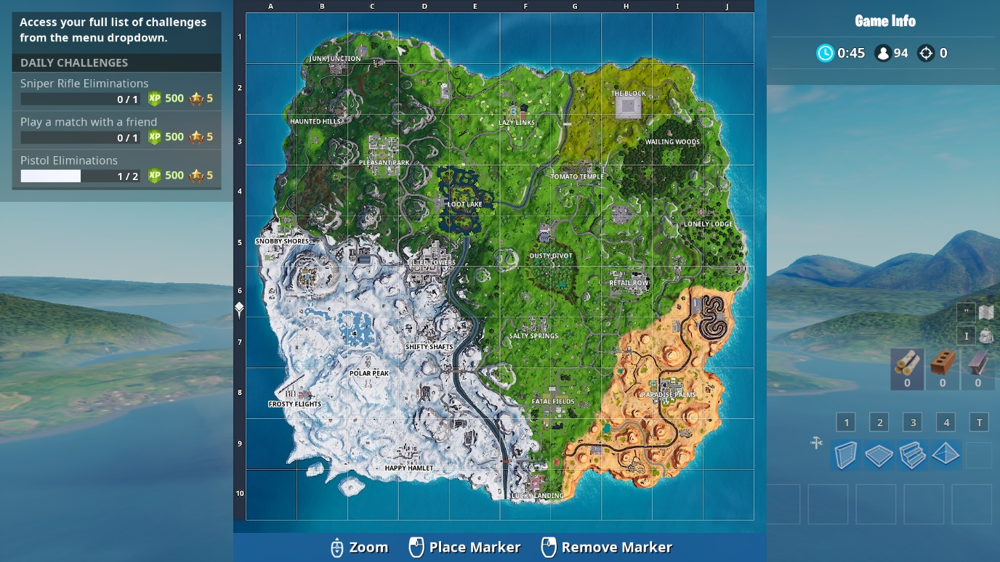 Access your full list of challenges
from the menu dropdown.
DAILY CHALLENGES
Sniper Rifle Eliminations
0 / 1 XP 500 5
Play a match with a friend
0 / 1 XP 500 5
Pistol Eliminations
1 / 2 XP 500 5
A B C D E F G H I J
1
2
3
4
5
6
7
8
9
10
JUNK JUNCTION
THE BLOCK
HAUNTED HILLS
LAZY LINKS
WAILING WOODS
PLEASANT PARK
TOMATO TEMPLE
LOOT LAKE
LONELY LODGE
SNOBBY SHORES
DUSTY DIVOT
TILTED TOWERS
RETAIL ROW
SALTY SPRINGS
SHIFTY SHAFTS
POLAR PEAK
PARADISE PALMS
FATAL FIELDS
FROSTY FLIGHTS
HAPPY HAMLET
LUCKY LANDING
Zoom Place Marker Remove Marker
Game Info
0:45 94 0
"
I
0 0 0
1 2 3 4 T